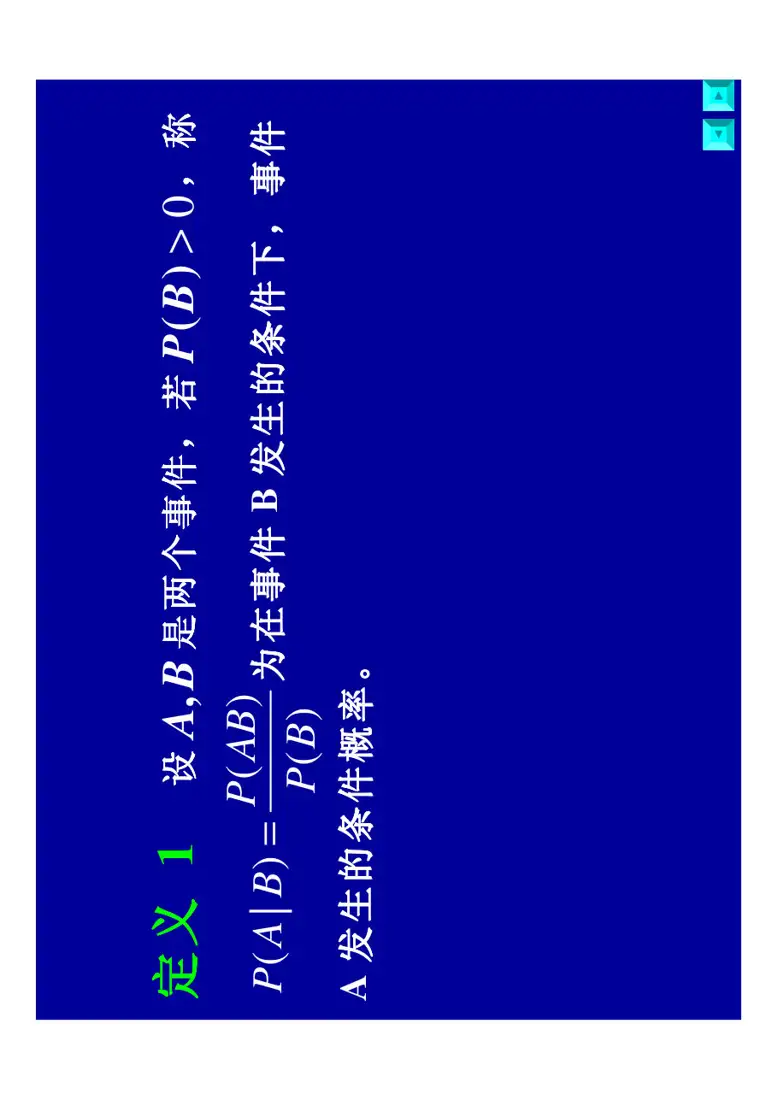 定义 1 设 A,B 是两个事件，若 P(B)>0，称
P(A|B)=P(AB)/P(B) 为在事件 B 发生的条件下，事件
A 发生的条件概率。